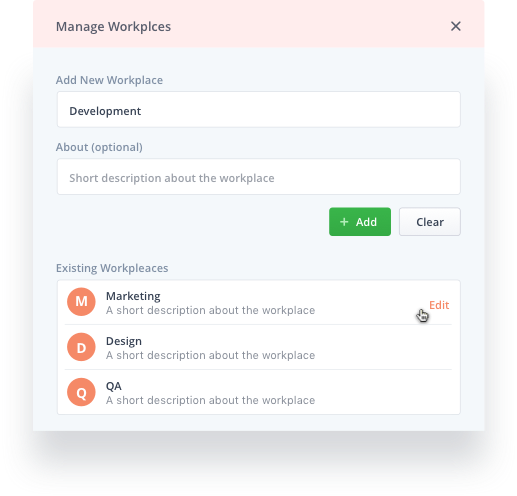 Manage Workplces
Add New Workplace
Development
About (optional)
Short description about the workplace
+ Add
Clear
Existing Workpleaces
M
Marketing
A short description about the workplace
Edit
D
Design
A short description about the workplace
Q
QA
A short description about the workplace